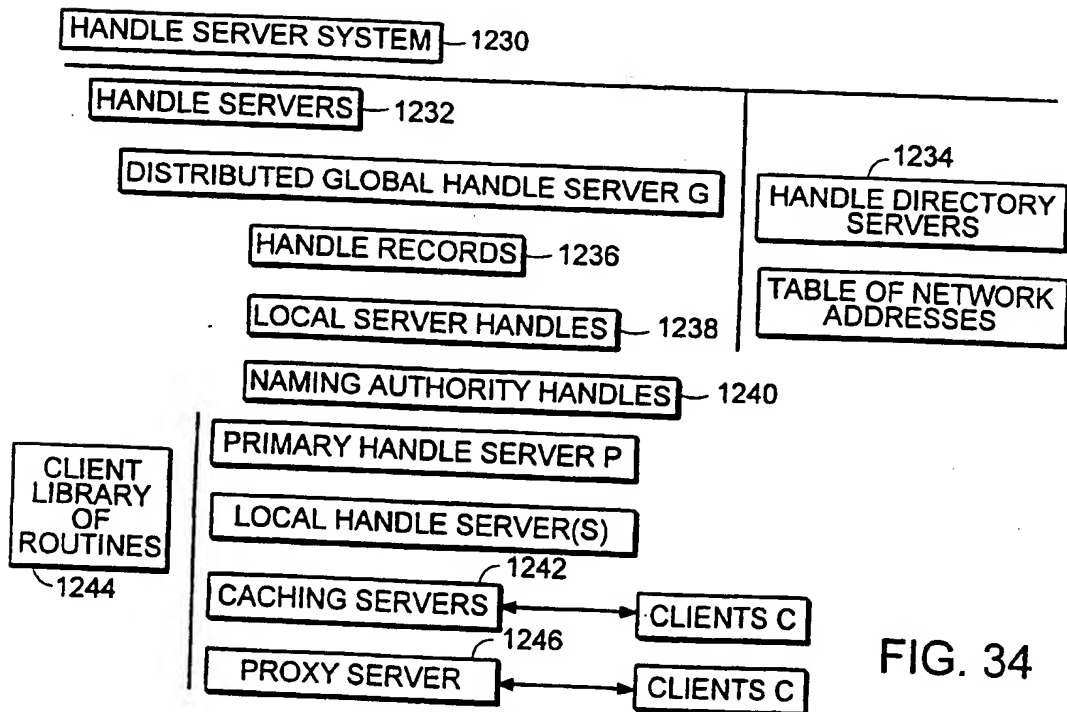 HANDLE SERVER SYSTEM 1230
HANDLE SERVERS 1232
DISTRIBUTED GLOBAL HANDLE SERVER G
1234
HANDLE DIRECTORY
SERVERS
HANDLE RECORDS 1236
TABLE OF NETWORK
ADDRESSES
LOCAL SERVER HANDLES 1238
NAMING AUTHORITY HANDLES 1240
CLIENT
LIBRARY
OF
ROUTINES
1244
PRIMARY HANDLE SERVER P
LOCAL HANDLE SERVER(S)
1242
CACHING SERVERS
CLIENTS C
1246
PROXY SERVER
CLIENTS C
FIG. 34